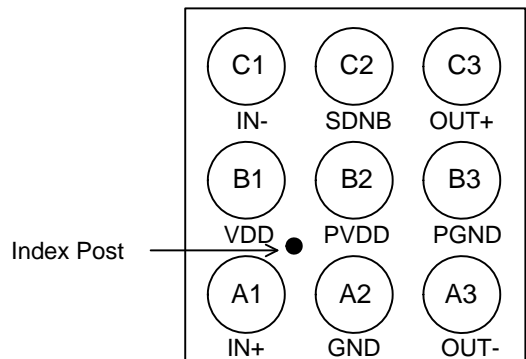 C1 C2 C3
IN- SDNB OUT+
B1 B2 B3
VDD PVDD PGND
Index Post
A1 A2 A3
IN+ GND OUT-